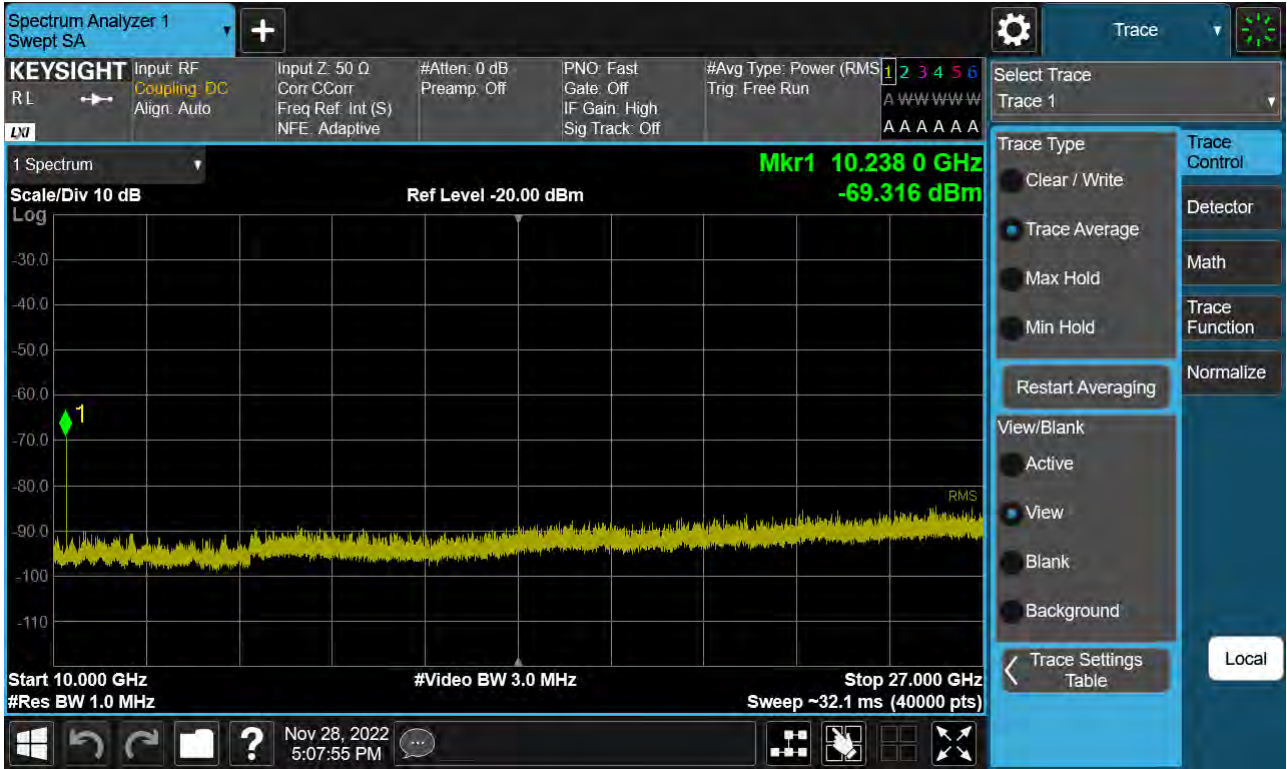 Spectrum Analyzer 1
Swept SA
+
Trace
KEYSIGHT
R L
LXI
Input: RF
Coupling: DC
Align: Auto
Input Z: 50 Ω
Corr CCorr
Freq Ref: Int (S)
NFE: Adaptive
#Atten: 0 dB
Preamp: Off
PNO: Fast
Gate: Off
IF Gain: High
Sig Track: Off
#Avg Type: Power (RMS
Trig: Free Run
1 2 3 4 5 6
A W W W W W
A A A A A A
Select Trace
Trace 1
1 Spectrum
Scale/Div 10 dB
Ref Level -20.00 dBm
Mkr1 10.238 0 GHz
-69.316 dBm
Log
-30.0
-40.0
-50.0
-60.0
1
-70.0
-80.0
RMS
-90.0
-100
-110
Start 10.000 GHz
#Video BW 3.0 MHz
Stop 27.000 GHz
#Res BW 1.0 MHz
Sweep ~32.1 ms (40000 pts)
Trace Type
Clear / Write
Trace Average
Max Hold
Min Hold
Restart Averaging
View/Blank
Active
View
Blank
Background
Trace Settings
Table
Trace
Control
Detector
Math
Trace
Function
Normalize
Local
?
Nov 28, 2022
5:07:55 PM